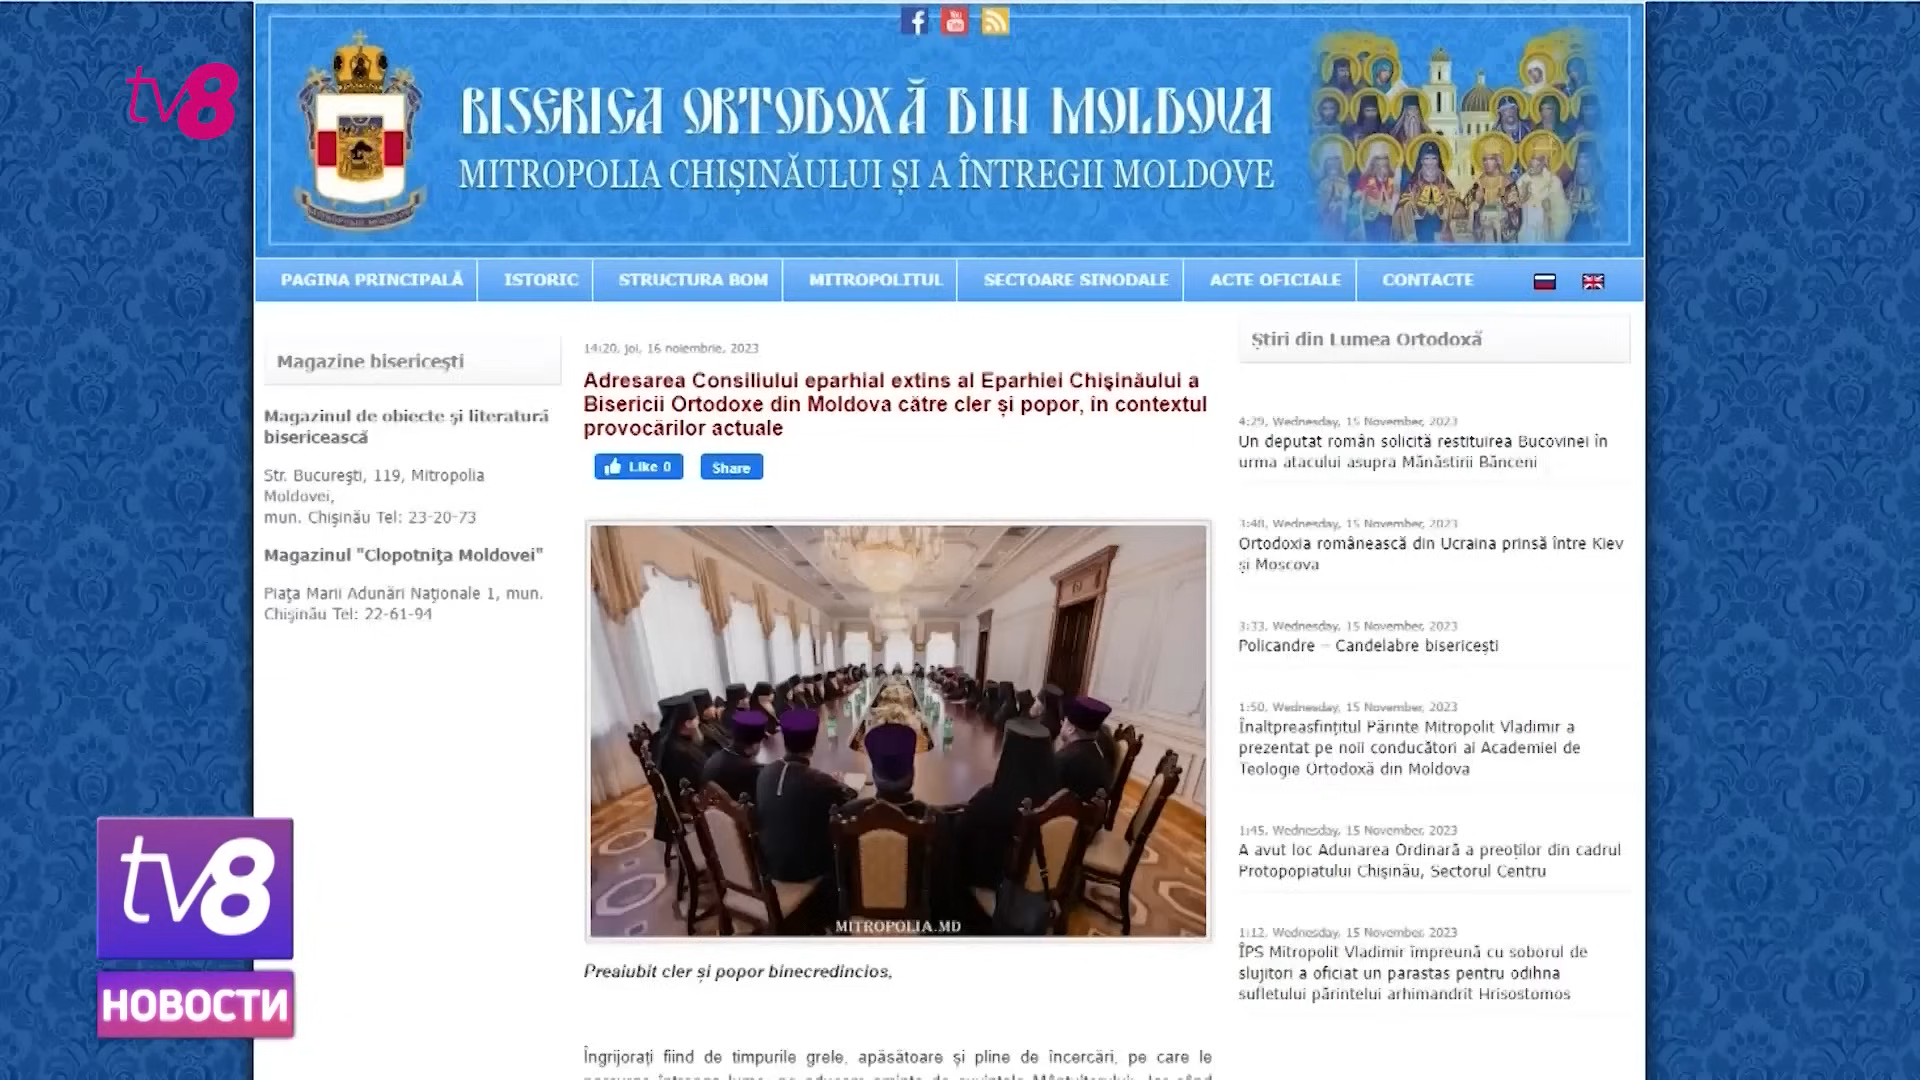 tv8
BISERICA ORTODOXĂ DIN MOLDOVA
MITROPOLIA CHIȘINĂULUI ȘI A ÎNTREGII MOLDOVE
PAGINA PRINCIPALĂ
ISTORIC
STRUCTURA BOM
MITROPOLITUL
SECTOARE SINODALE
ACTE OFICIALE
CONTACTE
Magazine bisericeşti
Magazinul de obiecte şi literatură
bisericească
Str. Bucureşti, 119, Mitropolia
Moldovei,
mun. Chişinău Tel: 23-20-73
Magazinul "Clopotniţa Moldovei"
Piaţa Marii Adunări Naţionale 1, mun.
Chişinău Tel: 22-61-94
14:20, joi, 16 noiembrie, 2023
Adresarea Consiliului eparhial extins al Eparhiei Chişinăului a
Bisericii Ortodoxe din Moldova către cler și popor, în contextul
provocărilor actuale
Like 0
Share
MITROPOLIA.MD
Preaiubit cler și popor binecredincios,
Îngrijorați fiind de timpurile grele, apăsătoare și pline de încercări, pe care le
Știri din Lumea Ortodoxă
4:29, Wednesday, 15 November, 2023
Un deputat român solicită restituirea Bucovinei în
urma atacului asupra Mănăstirii Bănceni
3:48, Wednesday, 15 November, 2023
Ortodoxia românească din Ucraina prinsă între Kiev
și Moscova
3:33, Wednesday, 15 November, 2023
Policandre – Candelabre bisericești
1:50, Wednesday, 15 November, 2023
Înaltpreasfințitul Părinte Mitropolit Vladimir a
prezentat pe noii conducători ai Academiei de
Teologie Ortodoxă din Moldova
1:45, Wednesday, 15 November, 2023
A avut loc Adunarea Ordinară a preoților din cadrul
Protopopiatului Chişinău, Sectorul Centru
1:12, Wednesday, 15 November, 2023
ÎPS Mitropolit Vladimir împreună cu soborul de
slujitori a oficiat un parastas pentru odihna
sufletului părintelui arhimandrit Hrisostomos
tv8
НОВОСТИ